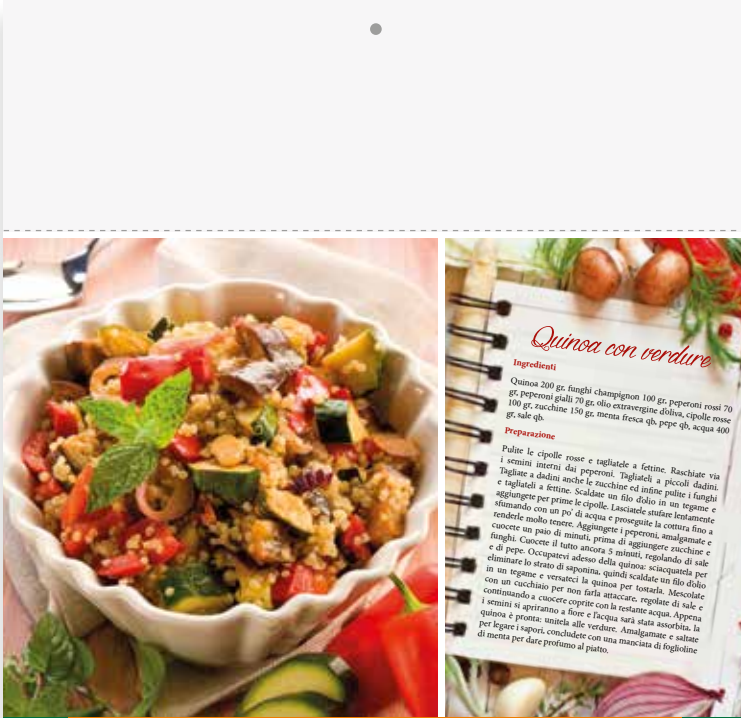 Quinoa con verdure
Ingredienti
Quinoa 200 gr, funghi champignon 100 gr, peperoni rossi 70
gr, peperoni gialli 70 gr, olio extravergine d'oliva, cipolle rosse
100 gr, zucchine 150 gr, menta fresca qb, pepe qb, acqua 400
gr, sale qb.
Preparazione
Pulite le cipolle rosse e tagliatele a fettine. Raschiate via
i semini interni dai peperoni. Tagliateli a piccoli dadini.
Tagliate a dadini anche le zucchine ed infine pulite i funghi
e tagliateli a fettine. Scaldate un filo d'olio in un tegame e
aggiungete per prime le cipolle. Lasciatele stufare lentamente
sfumando con un po' di acqua e proseguite la cottura fino a
renderle molto tenere. Aggiungete i peperoni, amalgamate e
cuocete un paio di minuti, prima di aggiungere zucchine e
funghi. Cuocete il tutto ancora 5 minuti, regolando di sale
e di pepe. Occupatevi adesso della quinoa: sciacquatela per
eliminare lo strato di saponina, quindi scaldate un filo d'olio
in un tegame e versateci la quinoa per tostarla. Mescolate
con un cucchiaio per non farla attaccare, regolate di sale e
continuando a cuocere coprite con la restante acqua. Appena
i semini si apriranno a fiore e l'acqua sarà stata assorbita, la
quinoa è pronta: unitela alle verdure. Amalgamate e saltate
per legare i sapori, concludete con una manciata di foglioline
di menta per dare profumo al piatto.